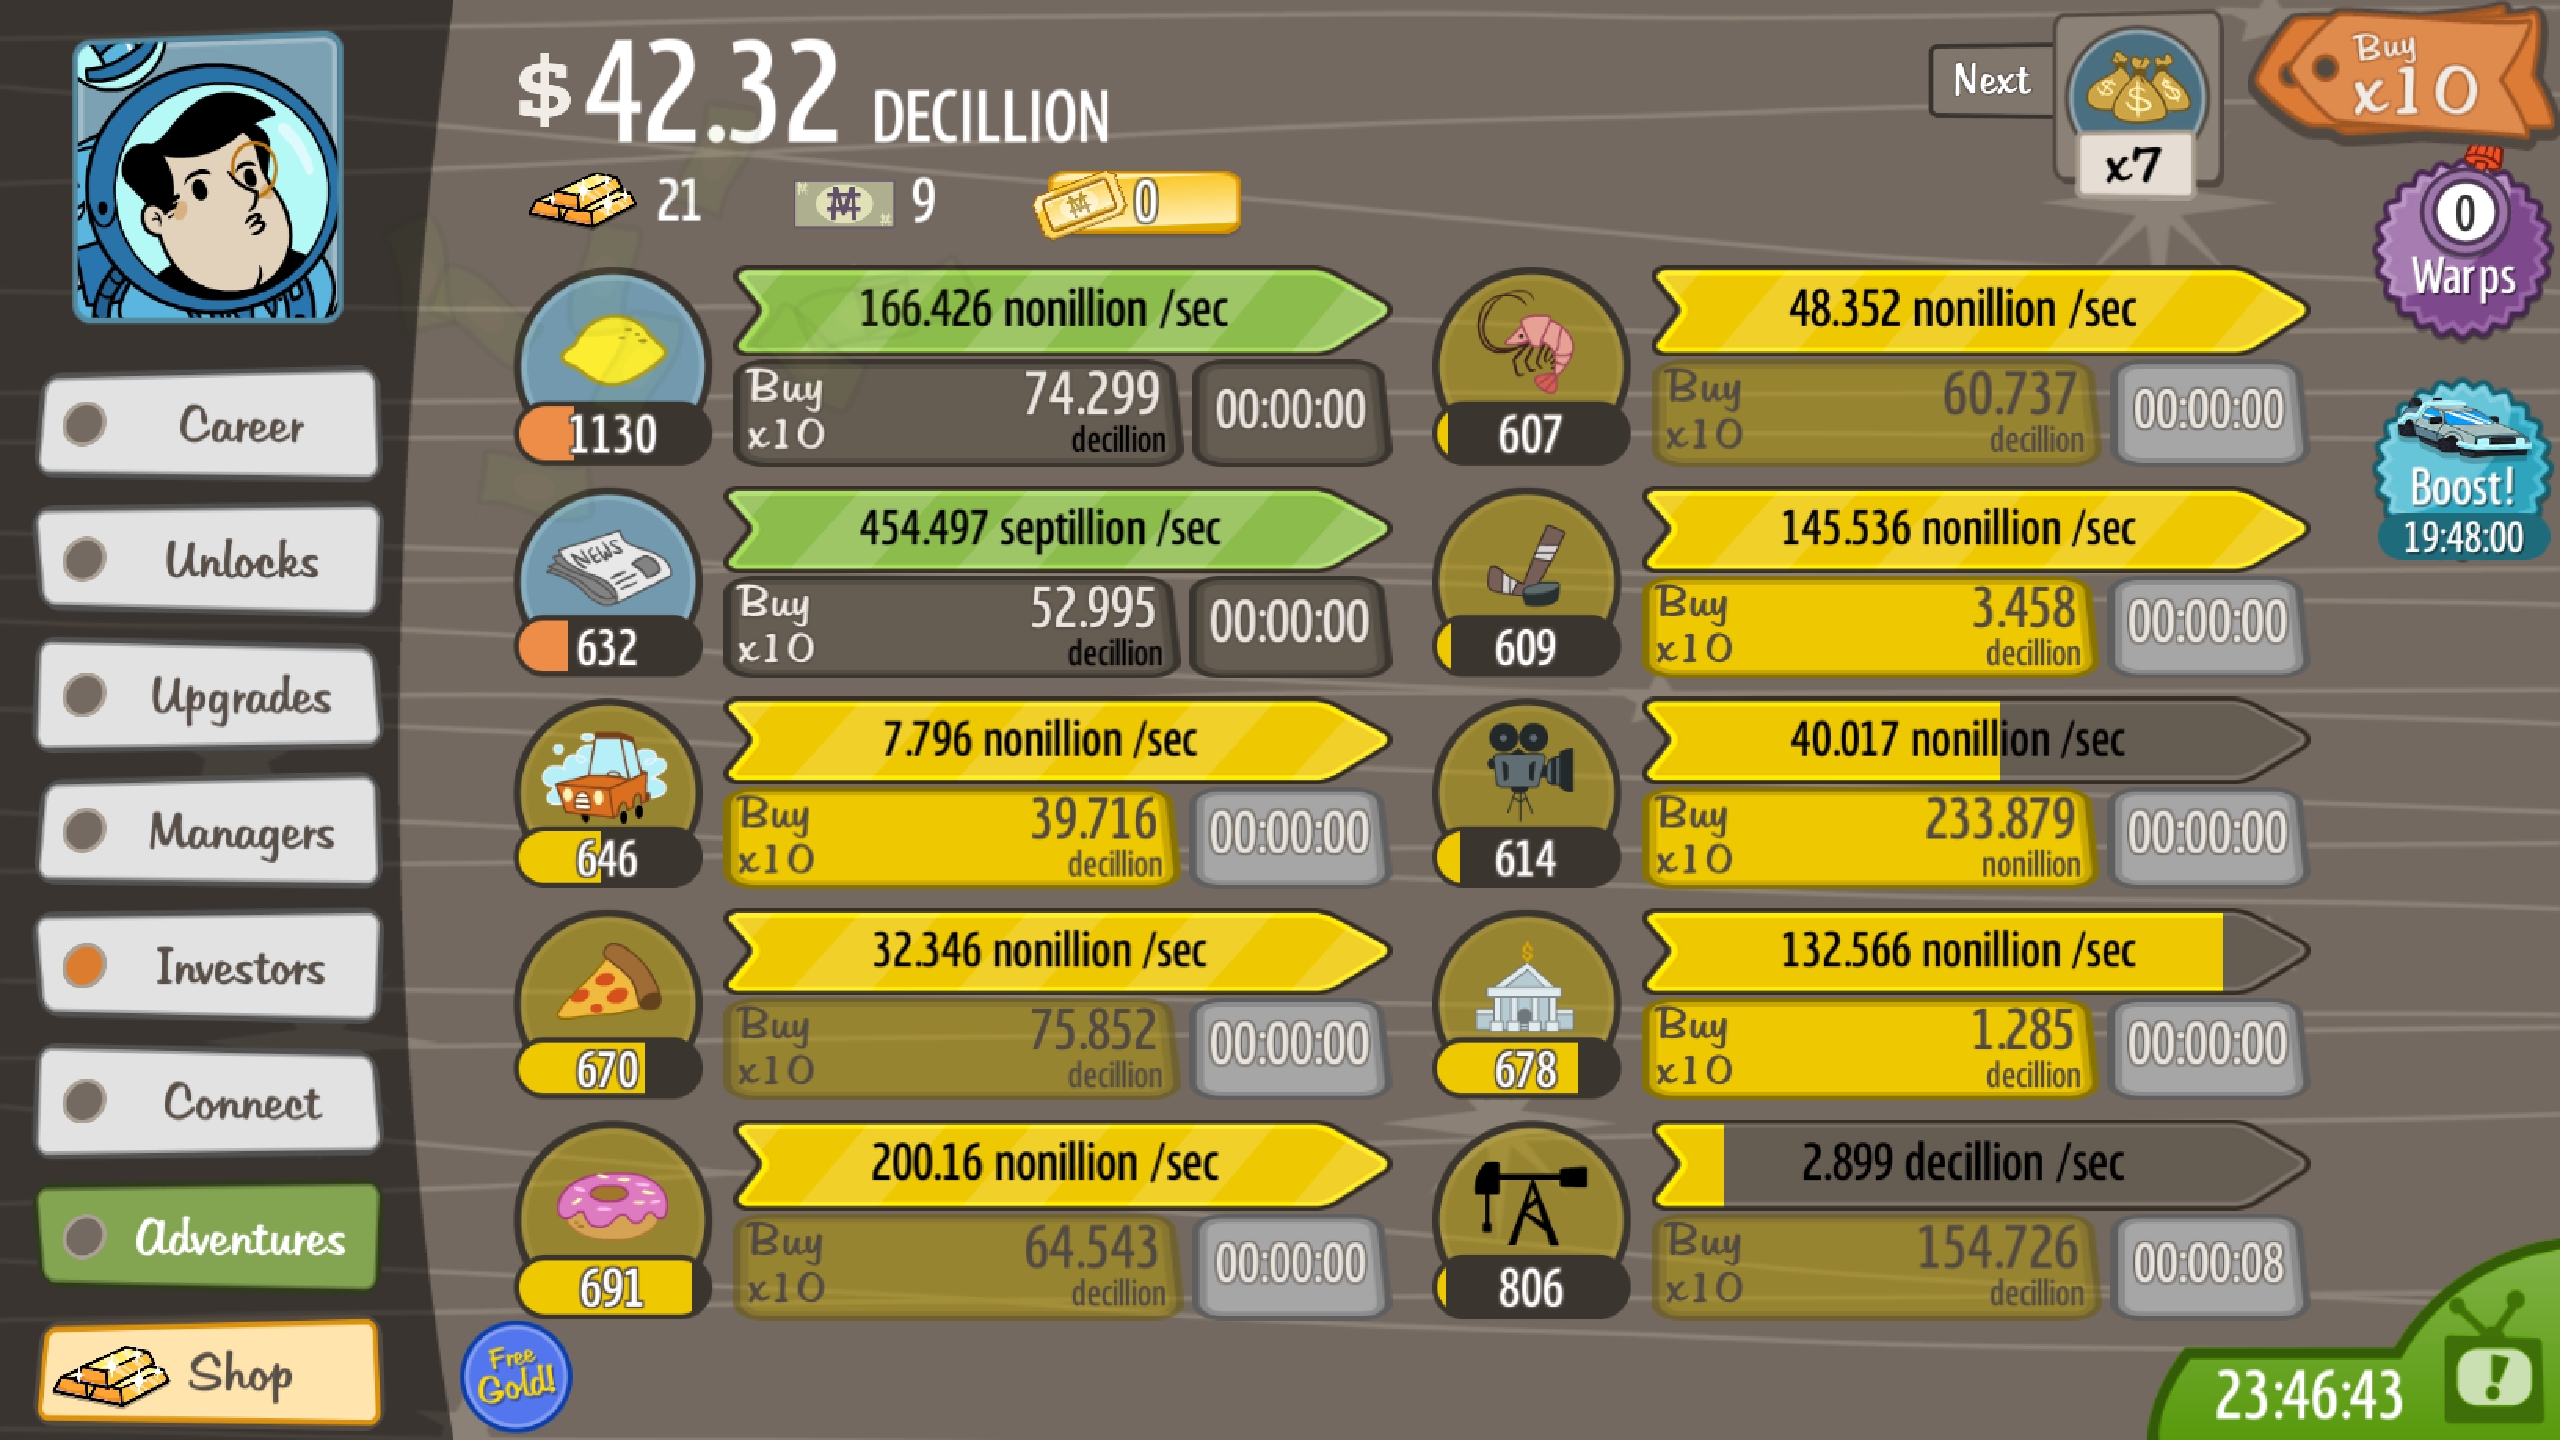 $42.32 DECILLION
21
9
0
Next
x7
Buy
x10
0
Warps
Boost!
19:48:00
Career
Unlocks
Upgrades
Managers
Investors
Connect
Adventures
Shop
166.426 nonillion /sec
1130
Buy
x10
74.299
decillion
00:00:00
NEWS
454.497 septillion /sec
632
Buy
x10
52.995
decillion
00:00:00
7.796 nonillion /sec
646
Buy
x10
39.716
decillion
00:00:00
32.346 nonillion /sec
670
Buy
x10
75.852
decillion
00:00:00
200.16 nonillion /sec
691
Buy
x10
64.543
decillion
00:00:00
48.352 nonillion /sec
607
Buy
x10
60.737
decillion
00:00:00
145.536 nonillion /sec
609
Buy
x10
3.458
decillion
00:00:00
40.017 nonillion /sec
614
Buy
x10
233.879
nonillion
00:00:00
132.566 nonillion /sec
678
Buy
x10
1.285
decillion
00:00:00
2.899 decillion /sec
806
Buy
x10
154.726
decillion
00:00:08
Free
Gold!
23:46:43